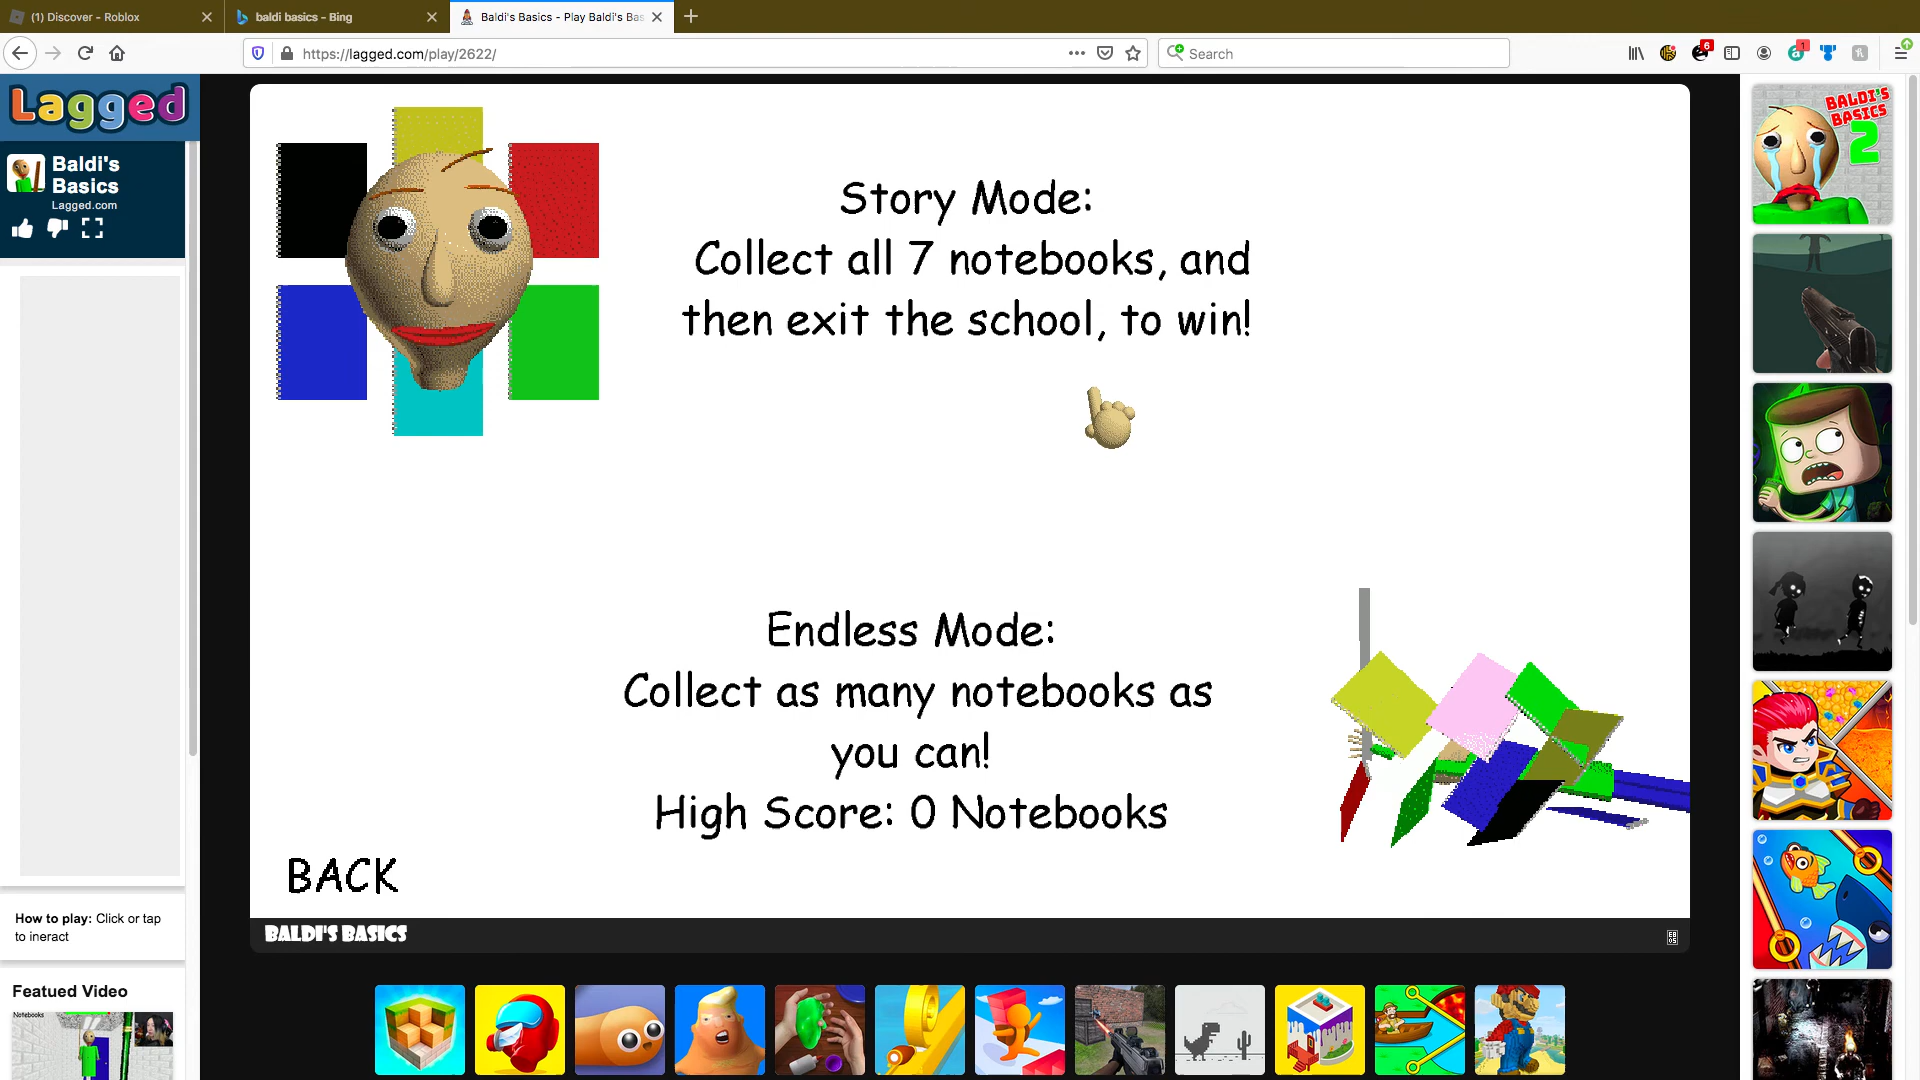 (1) Discover - Roblox
baldi basics - Bing
Baldi's Basics - Play Baldi's Bas
https://lagged.com/play/2622/
Search
6
1
Lagged
Baldi's
Basics
Lagged.com
Story Mode:
Collect all 7 notebooks, and
then exit the school, to win!
Endless Mode:
Collect as many notebooks as
you can!
High Score: 0 Notebooks
BACK
BALDI'S BASICS
How to play: Click or tap
to ineract
Featued Video
Notebooks
BALDI'S
BASICS
2